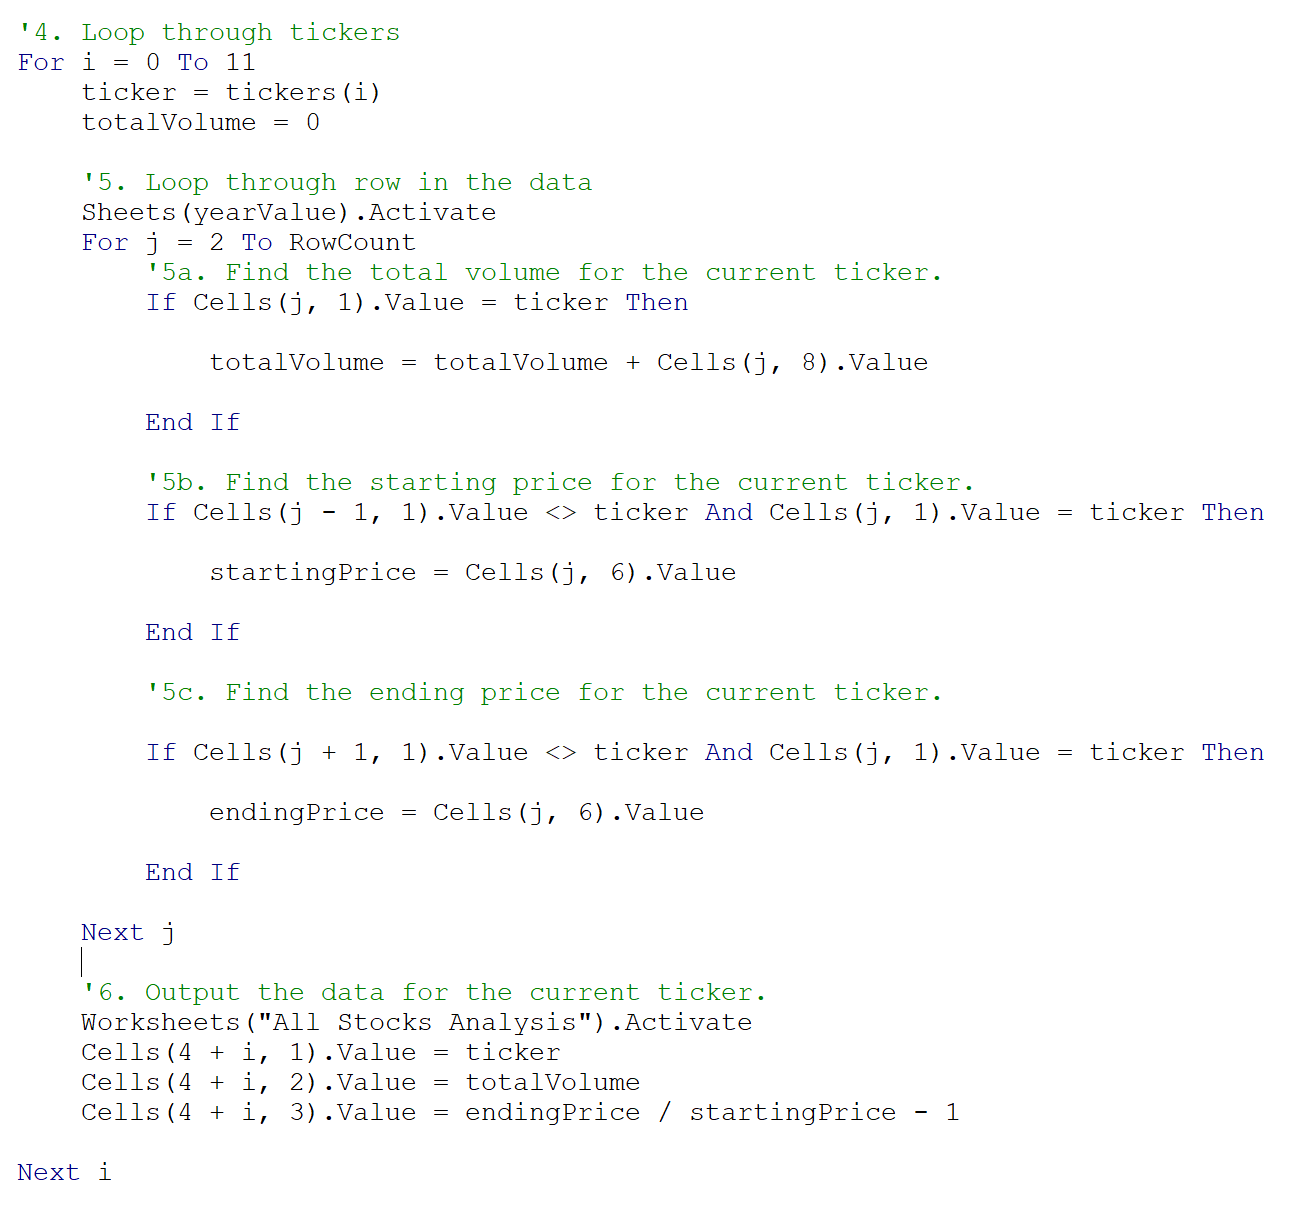 '4. Loop through tickers
For i = 0 To 11
    ticker = tickers(i)
    totalVolume = 0
    '5. Loop through row in the data
    Sheets(yearValue).Activate
    For j = 2 To RowCount
        '5a. Find the total volume for the current ticker.
        If Cells(j, 1).Value = ticker Then
            totalVolume = totalVolume + Cells(j, 8).Value
        End If
        '5b. Find the starting price for the current ticker.
        If Cells(j - 1, 1).Value <> ticker And Cells(j, 1).Value = ticker Then
            startingPrice = Cells(j, 6).Value
        End If
        '5c. Find the ending price for the current ticker.
        If Cells(j + 1, 1).Value <> ticker And Cells(j, 1).Value = ticker Then
            endingPrice = Cells(j, 6).Value
        End If
    Next j
    '6. Output the data for the current ticker.
    Worksheets("All Stocks Analysis").Activate
    Cells(4 + i, 1).Value = ticker
    Cells(4 + i, 2).Value = totalVolume
    Cells(4 + i, 3).Value = endingPrice / startingPrice - 1
Next i